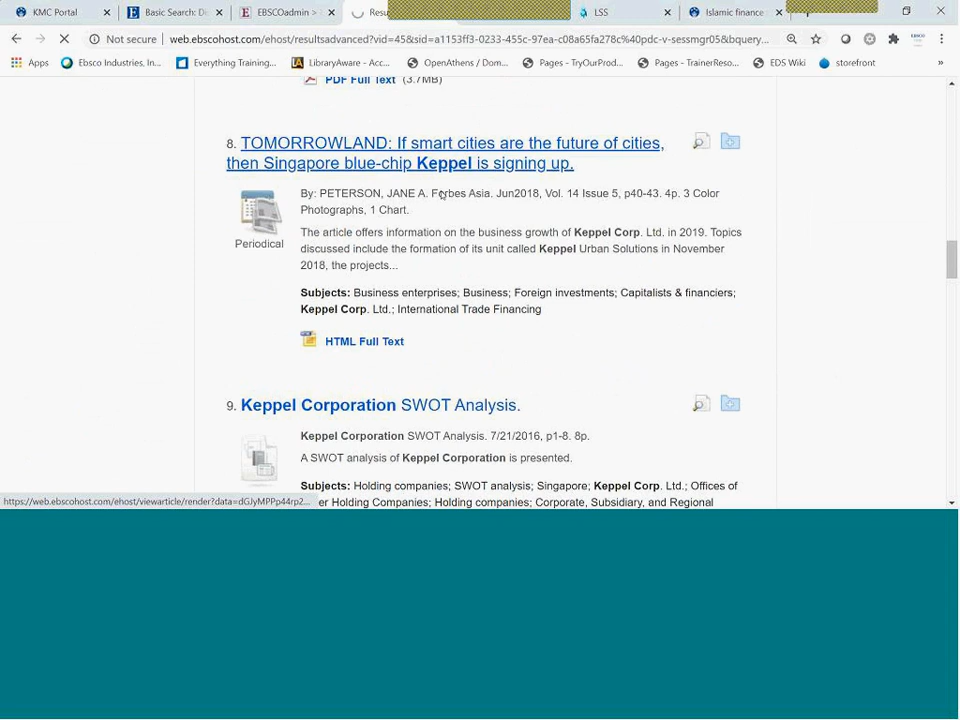 KMC Portal
Basic Search: Di
EBSCOadmin >
Resu
LSS
Islamic finance
Not secure
web.ebscohost.com/ehost/resultsadvanced?vid=45&sid=a1153ff3-0233-455c-97ea-c08a65fa278c%40pdc-v-sessmgr05&bquery...
Apps
Ebsco Industries, In...
Everything Training...
LibraryAware - Acc...
OpenAthens / Dom...
Pages - TryOurProd...
Pages - TrainerReso...
EDS Wiki
storefront
»
PDF Full Text (3.7MB)
8. TOMORROWLAND: If smart cities are the future of cities,
then Singapore blue-chip Keppel is signing up.
By: PETERSON, JANE A. Forbes Asia. Jun2018, Vol. 14 Issue 5, p40-43. 4p. 3 Color
Photographs, 1 Chart.
Periodical
The article offers information on the business growth of Keppel Corp. Ltd. in 2019. Topics
discussed include the formation of its unit called Keppel Urban Solutions in November
2018, the projects...
Subjects: Business enterprises; Business; Foreign investments; Capitalists & financiers;
Keppel Corp. Ltd.; International Trade Financing
HTML Full Text
9. Keppel Corporation SWOT Analysis.
Keppel Corporation SWOT Analysis. 7/21/2016, p1-8. 8p.
A SWOT analysis of Keppel Corporation is presented.
Subjects: Holding companies; SWOT analysis; Singapore; Keppel Corp. Ltd.; Offices of
https://web.ebscohost.com/ehost/viewarticle/render?data=dGJyMPPp44rp2...
er Holding Companies; Holding companies; Corporate, Subsidiary, and Regional